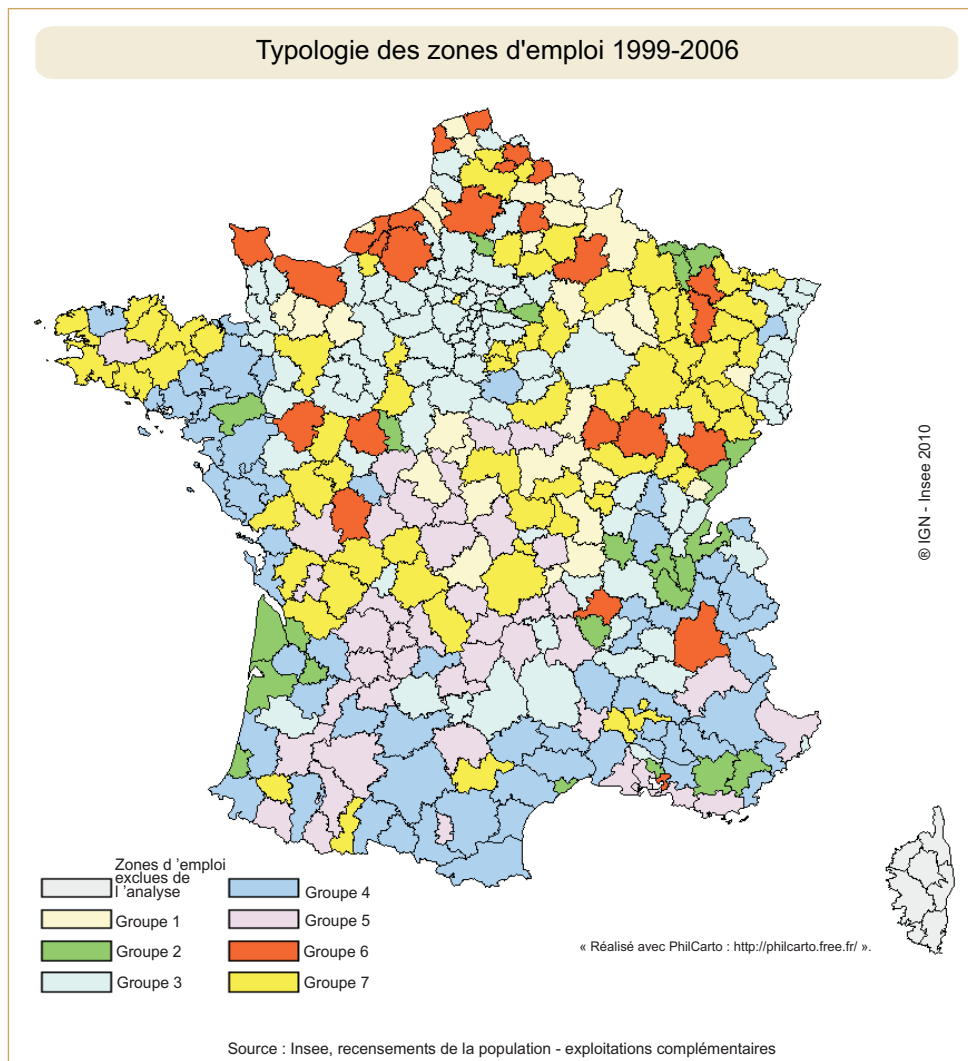 Typologie des zones d'emploi 1999-2006
® IGN - Insee 2010
Zones d 'emploi
exclues de
l 'analyse
Groupe 1
Groupe 2
Groupe 3
Groupe 4
Groupe 5
Groupe 6
Groupe 7
« Réalisé avec PhilCarto : http://philcarto.free.fr/ ».
Source : Insee, recensements de la population - exploitations complémentaires